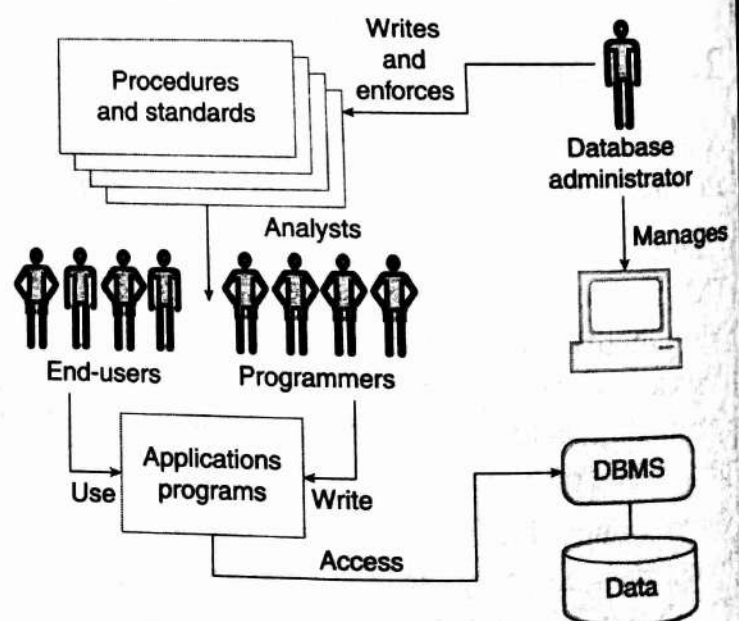 Writes
and
enforces
Procedures
and standards
Database
administrator
Analysts
Manages
End-users
Programmers
Applications
programs
Use
Write
DBMS
Access
Data